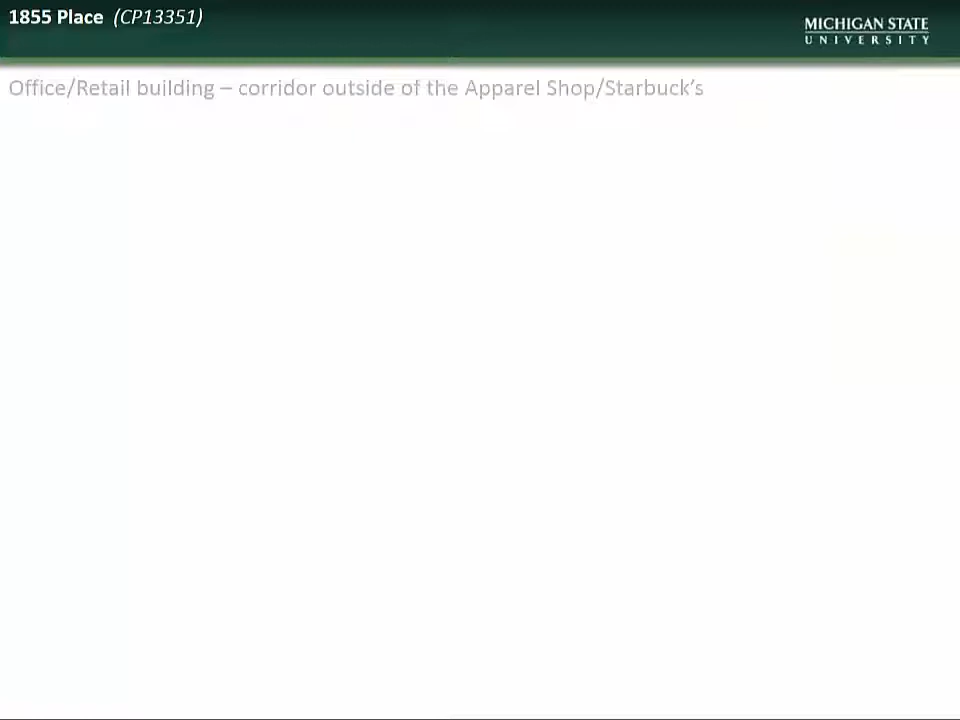 1855 Place (CP13351)
MICHIGAN STATE
UNIVERSITY
Office/Retail building – corridor outside of the Apparel Shop/Starbuck’s